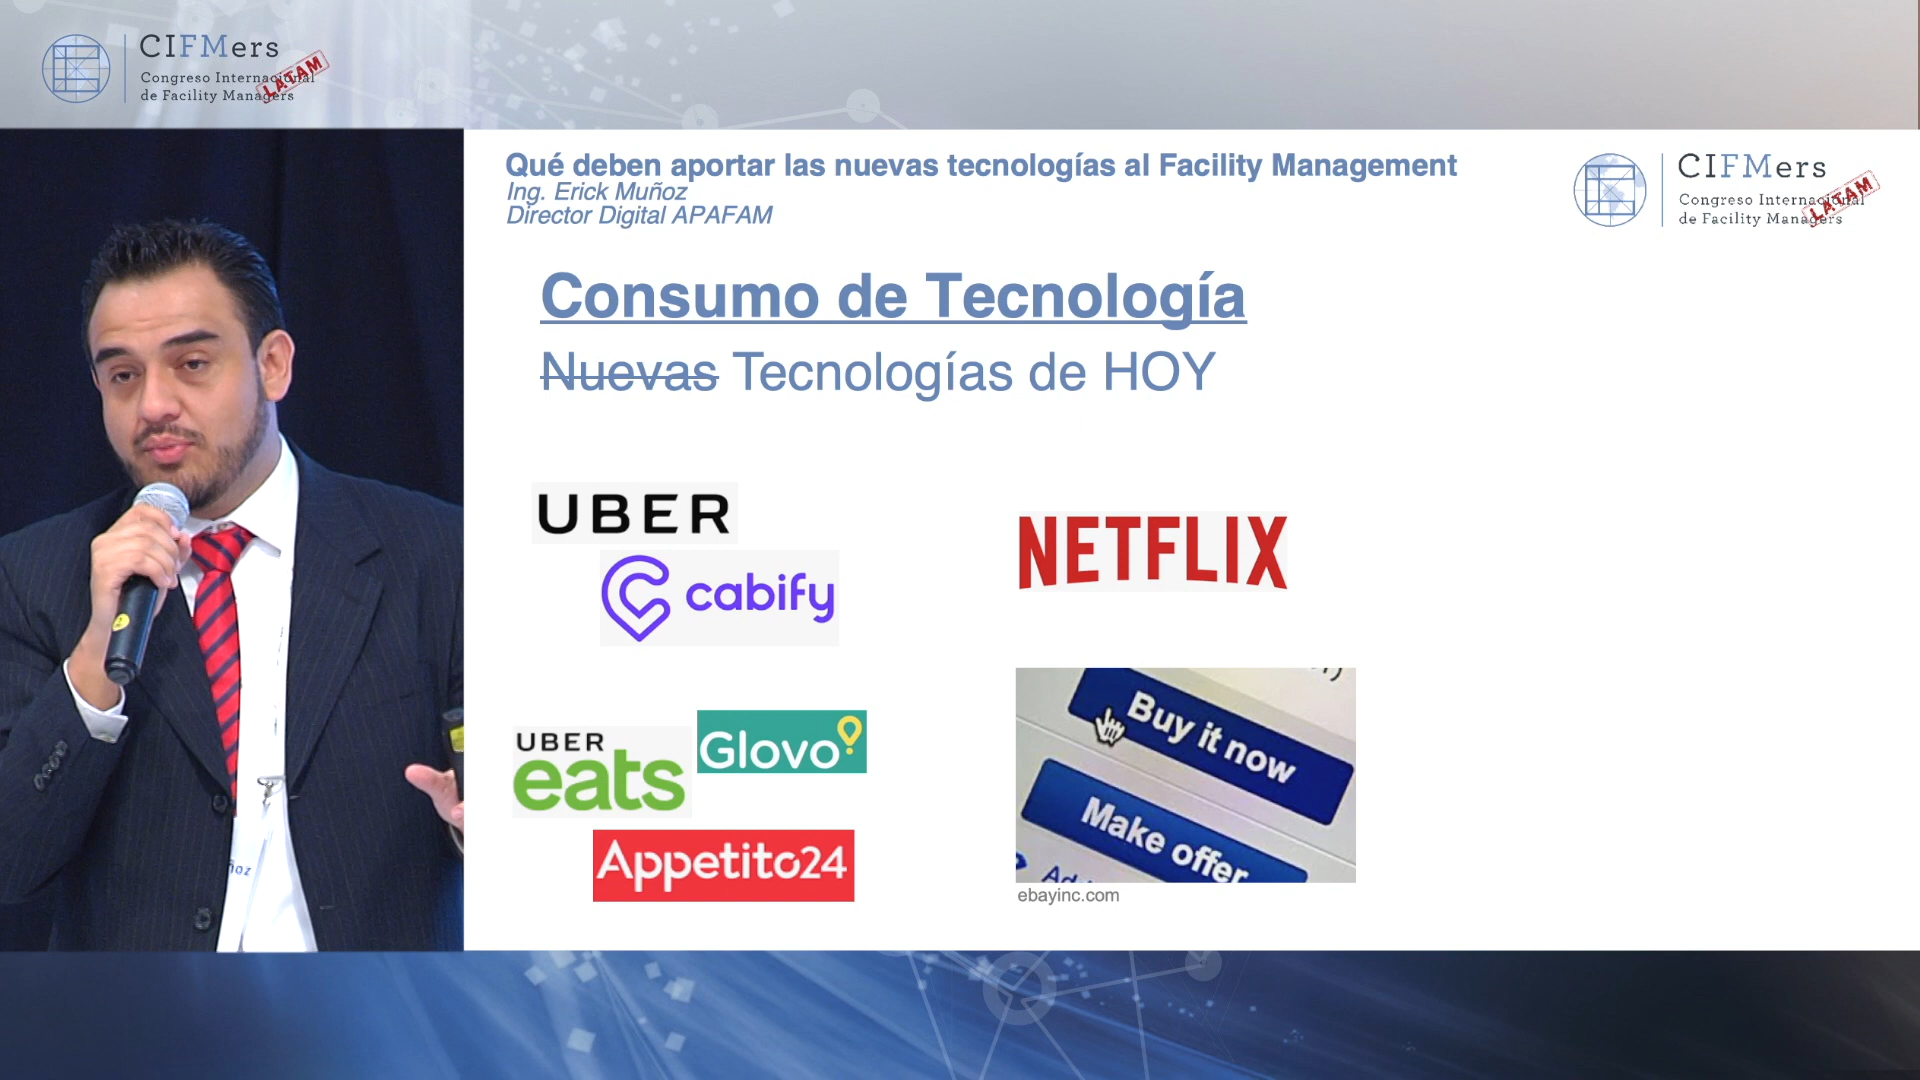 CIFMers
Congreso Internacional
de Facility Managers
LATAM
Qué deben aportar las nuevas tecnologías al Facility Management
Ing. Erick Muñoz
Director Digital APAFAM
CIFMers
Congreso Internacional
de Facility Managers
LATAM
Consumo de Tecnología
Nuevas Tecnologías de HOY
UBER
cabify
NETFLIX
UBER
eats
Glovo
Appetito24
Buy it now
Make offer
ebayinc.com